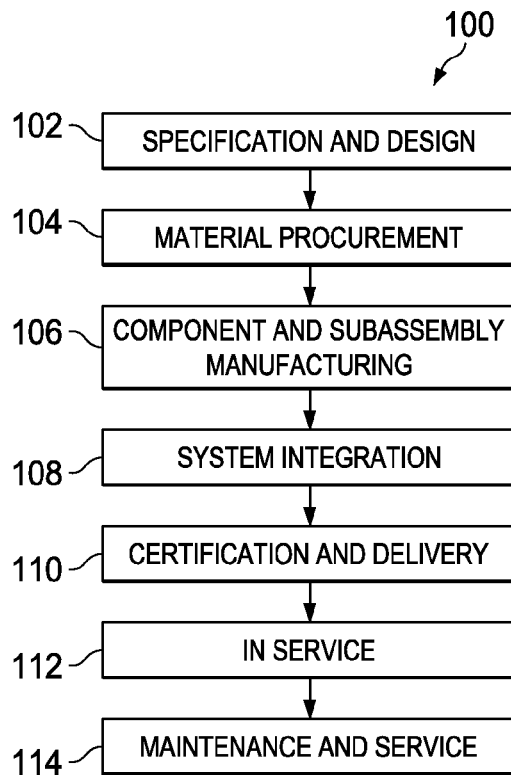 100
102
SPECIFICATION AND DESIGN
104
MATERIAL PROCUREMENT
106
COMPONENT AND SUBASSEMBLY
MANUFACTURING
108
SYSTEM INTEGRATION
110
CERTIFICATION AND DELIVERY
112
IN SERVICE
114
MAINTENANCE AND SERVICE